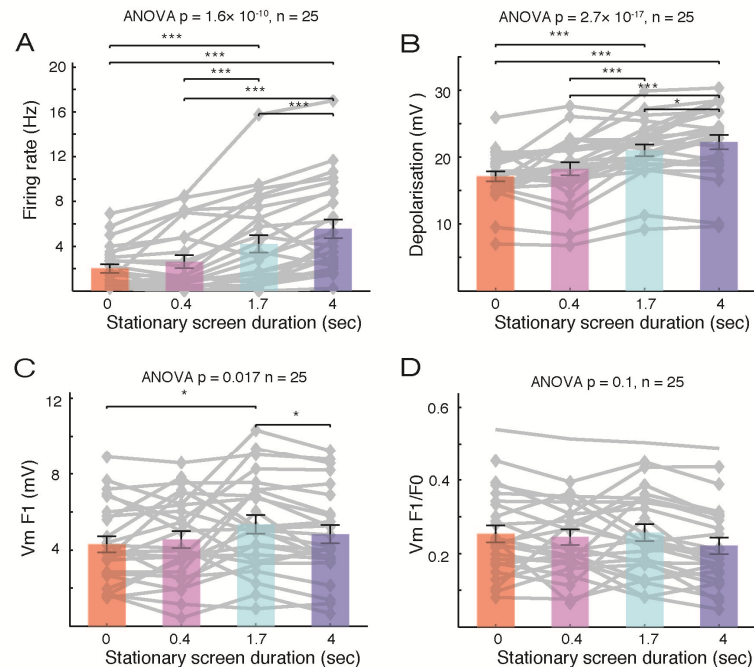 ANOVA p = 1.6× 10⁻¹⁰, n = 25
A
***
***
***
***
***
20
16
12
8
4
Firing rate (Hz)
0 0.4 1.7 4
Stationary screen duration (sec)
ANOVA p = 2.7× 10⁻¹⁷, n = 25
B
***
***
***
***
*
30
20
10
Depolarisation (mV )
0 0.4 1.7 4
Stationary screen duration (sec)
C
ANOVA p = 0.017 n = 25
*
*
12
8
4
Vm F1 (mV)
0 0.4 1.7 4
Stationary screen duration (sec)
D
ANOVA p = 0.1, n = 25
0.6
0.4
0.2
Vm F1/F0
0 0.4 1.7 4
Stationary screen duration (sec)